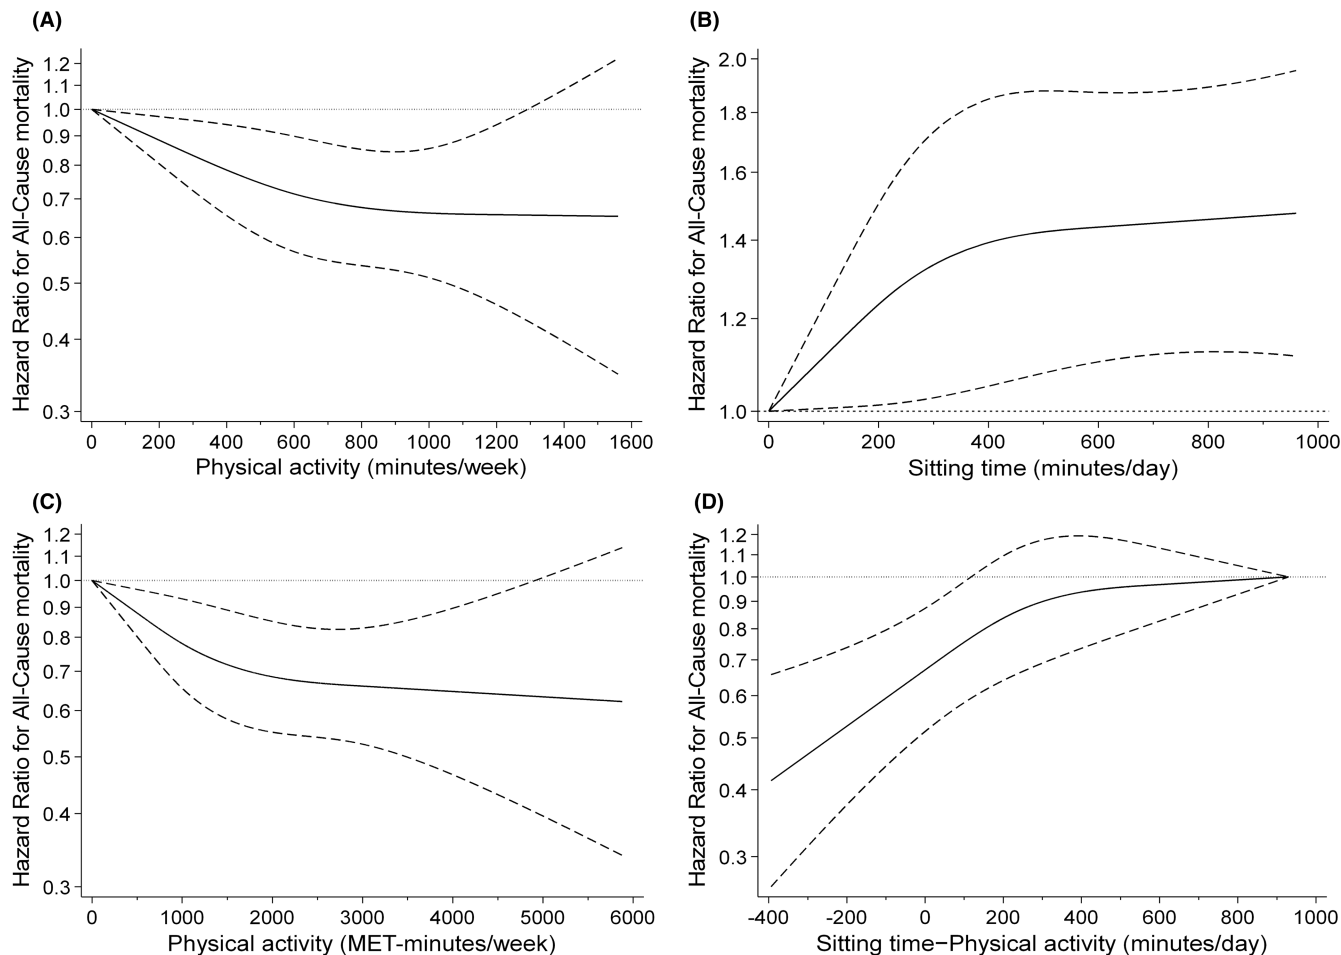 (A)
Hazard Ratio for All-Cause mortality
1.2
1.1
1.0
0.9
0.8
0.7
0.6
0.5
0.4
0.3
0 200 400 600 800 1000 1200 1400 1600
Physical activity (minutes/week)
(B)
Hazard Ratio for All-Cause mortality
2.0
1.8
1.6
1.4
1.2
1.0
0 200 400 600 800 1000
Sitting time (minutes/day)
(C)
Hazard Ratio for All-Cause mortality
1.2
1.1
1.0
0.9
0.8
0.7
0.6
0.5
0.4
0.3
0 1000 2000 3000 4000 5000 6000
Physical activity (MET-minutes/week)
(D)
Hazard Ratio for All-Cause mortality
1.2
1.1
1.0
0.9
0.8
0.7
0.6
0.5
0.4
0.3
-400 -200 0 200 400 600 800 1000
Sitting time−Physical activity (minutes/day)